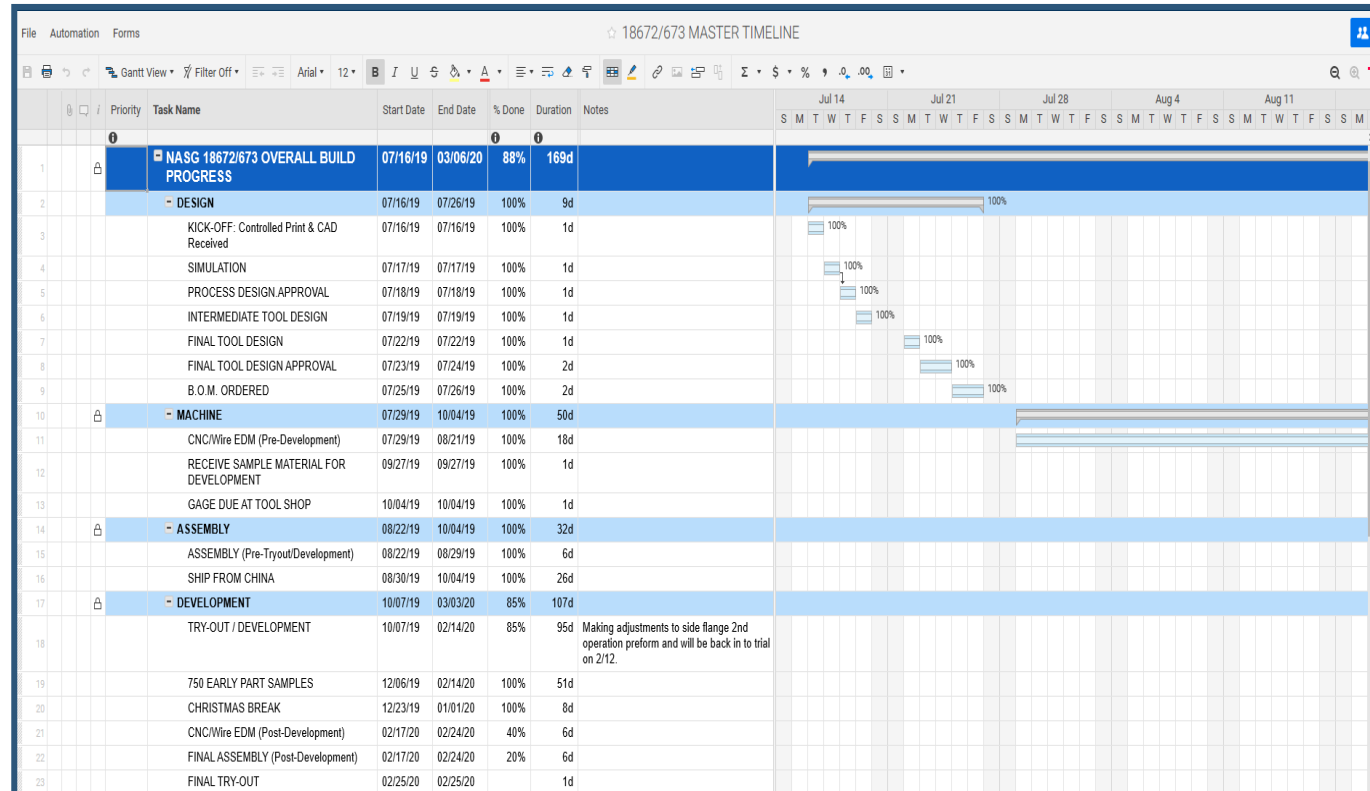 ☆ 18672/673 MASTER TIMELINE
File Automation Forms
Gantt View Filter Off Arial 12 B I U S A Σ $ % , .0 .00
Priority Task Name Start Date End Date % Done Duration Notes
Jul 14 Jul 21 Jul 28 Aug 4 Aug 11
S M T W T F S S M T W T F S S M T W T F S S M T W T F S S M T W T F S S M
1 NASG 18672/673 OVERALL BUILD 07/16/19 03/06/20 88% 169d
PROGRESS
2 DESIGN 07/16/19 07/26/19 100% 9d 100%
3 KICK-OFF: Controlled Print & CAD 07/16/19 07/16/19 100% 1d 100%
Received
4 SIMULATION 07/17/19 07/17/19 100% 1d 100%
5 PROCESS DESIGN.APPROVAL 07/18/19 07/18/19 100% 1d 100%
6 INTERMEDIATE TOOL DESIGN 07/19/19 07/19/19 100% 1d 100%
7 FINAL TOOL DESIGN 07/22/19 07/22/19 100% 1d 100%
8 FINAL TOOL DESIGN APPROVAL 07/23/19 07/24/19 100% 2d 100%
9 B.O.M. ORDERED 07/25/19 07/26/19 100% 2d 100%
10 MACHINE 07/29/19 10/04/19 100% 50d
11 CNC/Wire EDM (Pre-Development) 07/29/19 08/21/19 100% 18d
12 RECEIVE SAMPLE MATERIAL FOR 09/27/19 09/27/19 100% 1d
DEVELOPMENT
13 GAGE DUE AT TOOL SHOP 10/04/19 10/04/19 100% 1d
14 ASSEMBLY 08/22/19 10/04/19 100% 32d
15 ASSEMBLY (Pre-Tryout/Development) 08/22/19 08/29/19 100% 6d
16 SHIP FROM CHINA 08/30/19 10/04/19 100% 26d
17 DEVELOPMENT 10/07/19 03/03/20 85% 107d
18 TRY-OUT / DEVELOPMENT 10/07/19 02/14/20 85% 95d Making adjustments to side flange 2nd
operation preform and will be back in to trial
on 2/12.
19 750 EARLY PART SAMPLES 12/06/19 02/14/20 100% 51d
20 CHRISTMAS BREAK 12/23/19 01/01/20 100% 8d
21 CNC/Wire EDM (Post-Development) 02/17/20 02/24/20 40% 6d
22 FINAL ASSEMBLY (Post-Development) 02/17/20 02/24/20 20% 6d
23 FINAL TRY-OUT 02/25/20 02/25/20 1d